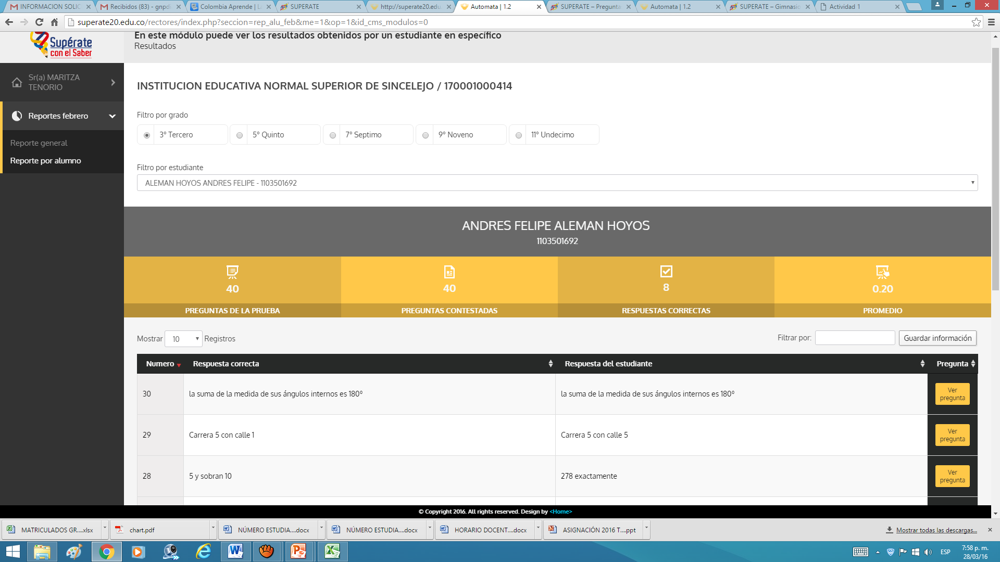 INFORMACION SOLIC
Recibidos (83) - gnpdi
Colombia Aprende | L
SUPERATE
http://superate20.edu.
Automata | 1.2
SUPERATE – Pregunta
Automata | 1.2
SUPERATE – Gimnasio
Actividad 1
superate20.edu.co/rectores/index.php?seccion=rep_alu_feb&me=1&op=1&id_cms_modulos=0
Supérate
con el Saber
En este módulo puede ver los resultados obtenidos por un estudiante en específico
Resultados
Sr(a) MARITZA
TENORIO
Reportes febrero
Reporte general
Reporte por alumno
INSTITUCION EDUCATIVA NORMAL SUPERIOR DE SINCELEJO / 170001000414
Filtro por grado
3° Tercero
5° Quinto
7° Septimo
9° Noveno
11° Undecimo
Filtro por estudiante
ALEMAN HOYOS ANDRES FELIPE - 1103501692
ANDRES FELIPE ALEMAN HOYOS
1103501692
40
PREGUNTAS DE LA PRUEBA
40
PREGUNTAS CONTESTADAS
8
RESPUESTAS CORRECTAS
0.20
PROMEDIO
Mostrar 10 Registros
Filtrar por:
Guardar información
Numero Respuesta correcta Respuesta del estudiante Pregunta
30 la suma de la medida de sus ángulos internos es 180° la suma de la medida de sus ángulos internos es 180° Ver pregunta
29 Carrera 5 con calle 1 Carrera 5 con calle 5 Ver pregunta
28 5 y sobran 10 278 exactamente Ver pregunta
© Copyright 2016. All rights reserved. Design by <Home>
MATRICULADOS GR....xlsx
chart.pdf
NÚMERO ESTUDIA....docx
NÚMERO ESTUDIA....docx
HORARIO DOCENT....docx
ASIGNACIÓN 2016 T....ppt
Mostrar todas las descargas...
ESP
7:58 p. m.
28/03/16